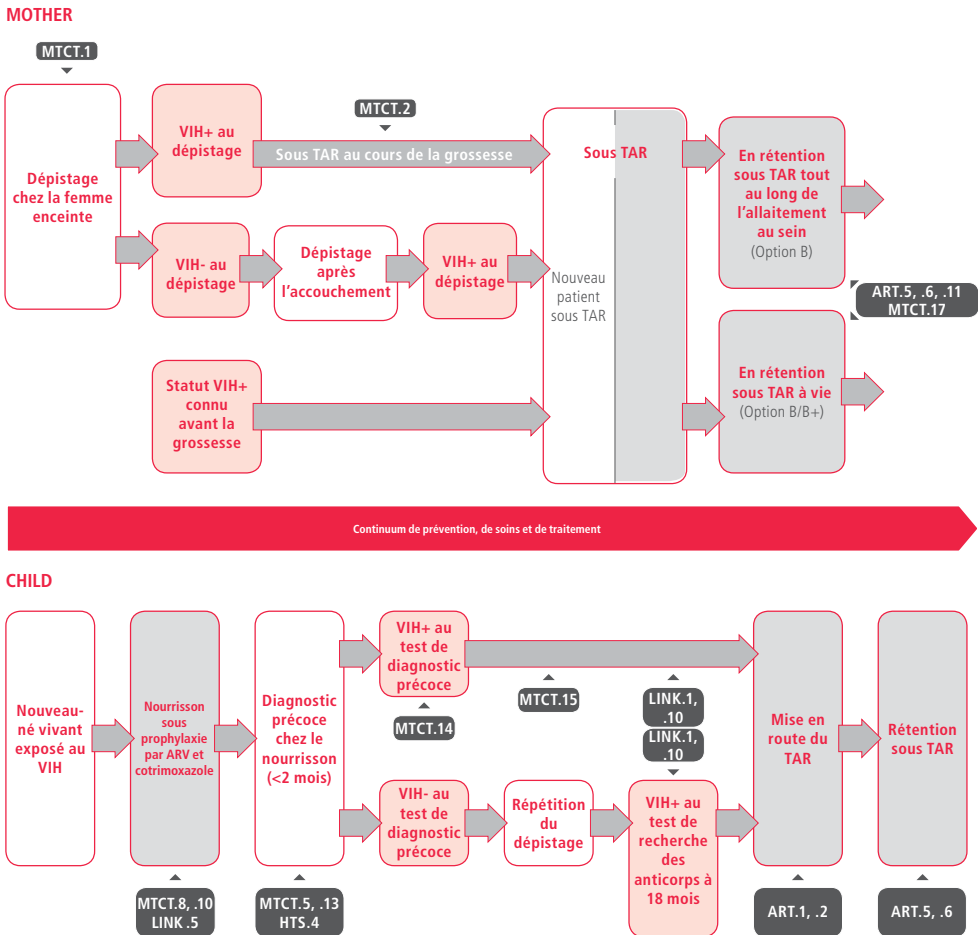 MOTHER
MTCT.1
Dépistage
chez la femme
enceinte
VIH+ au
dépistage
MTCT.2
Sous TAR au cours de la grossesse
VIH- au
dépistage
Dépistage
après
l'accouchement
VIH+ au
dépistage
Statut VIH+
connu
avant la
grossesse
Sous TAR
Nouveau
patient
sous TAR
En rétention
sous TAR tout
au long de
l'allaitement
au sein
(Option B)
ART.5, .6, .11
MTCT.17
En rétention
sous TAR à vie
(Option B/B+)
Continuum de prévention, de soins et de traitement
CHILD
Nouveau-
né vivant
exposé au
VIH
Nourrisson
sous
prophylaxie
par ARV et
cotrimoxazole
MTCT.8, .10
LINK .5
Diagnostic
précoce
chez le
nourrisson
(<2 mois)
MTCT.5, .13
HTS.4
VIH+ au
test de
diagnostic
précoce
MTCT.14
MTCT.15
LINK.1,
.10
LINK.1,
.10
VIH- au
test de
diagnostic
précoce
Répétition
du
dépistage
VIH+ au
test de
recherche
des
anticorps à
18 mois
Mise en
route du
TAR
ART.1, .2
Rétention
sous TAR
ART.5, .6